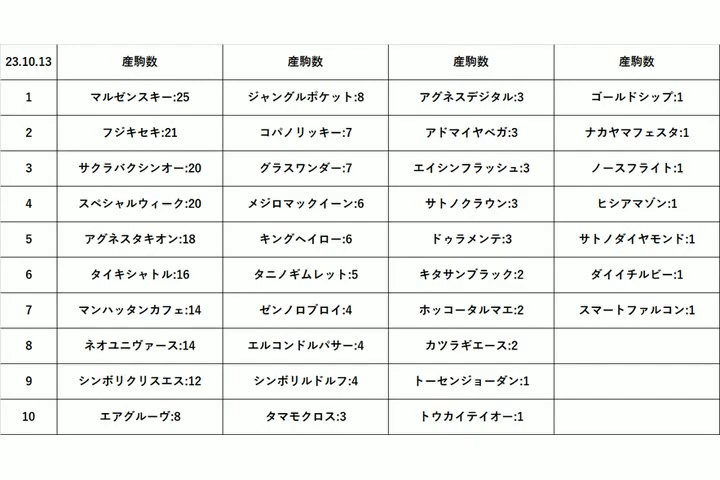 23.10.13 産駒数 産駒数 産駒数 産駒数
1 マルゼンスキー:25 ジャングルポケット:8 アグネスデジタル:3 ゴールドシップ:1
2 フジキセキ:21 コパノリッキー:7 アドマイヤベガ:3 ナカヤマフェスタ:1
3 サクラバクシンオー:20 グラスワンダー:7 エイシンフラッシュ:3 ノースフライト:1
4 スペシャルウィーク:20 メジロマックイーン:6 サトノクラウン:3 ヒシアマゾン:1
5 アグネスタキオン:18 キングヘイロー:6 ドゥラメンテ:3 サトノダイヤモンド:1
6 タイキシャトル:16 タニノギムレット:5 キタサンブラック:2 ダイイチルビー:1
7 マンハッタンカフェ:14 ゼンノロブロイ:4 ホッコータルマエ:2 スマートファルコン:1
8 ネオユニヴァース:14 エルコンドルパサー:4 カツラギエース:2
9 シンボリクリスエス:12 シンボリルドルフ:4 トーセンジョーダン:1
10 エアグルーヴ:8 タマモクロス:3 トウカイテイオー:1